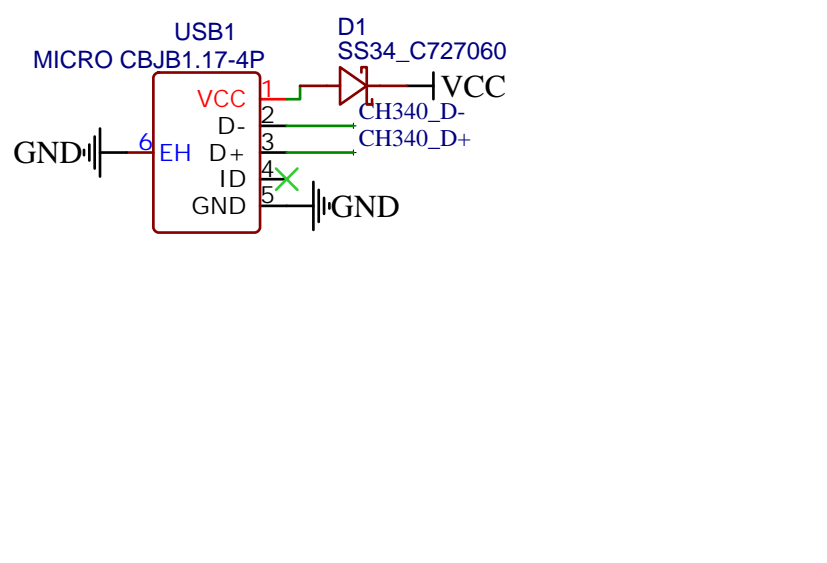 USB1
MICRO CBJB1.17-4P
D1
SS34_C727060
VCC
1
VCC
D-
2
CH340_D-
GND
6
EH
D+
3
CH340_D+
ID
4
GND
5
GND